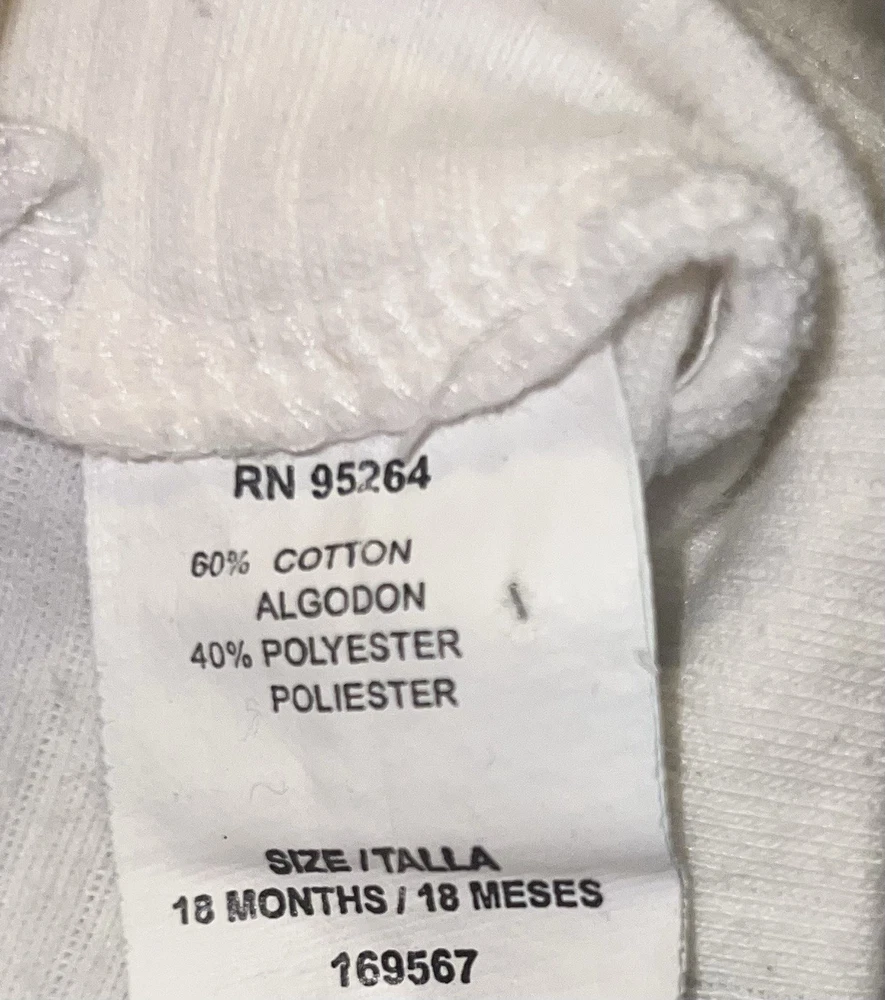 RN 95264
60% COTTON
ALGODON
40% POLYESTER
POLIESTER
SIZE / TALLA
18 MONTHS / 18 MESES
169567